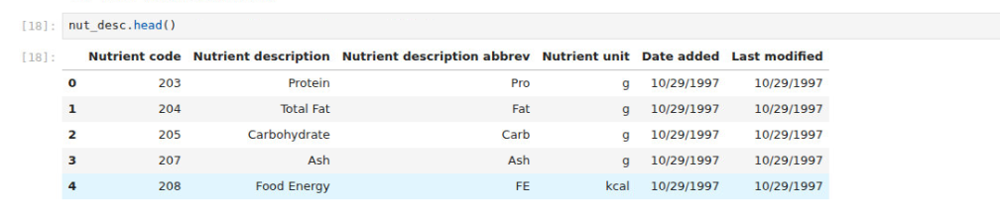 [18]: nut_desc.head()
[18]: Nutrient code Nutrient description Nutrient description abbrev Nutrient unit Date added Last modified
0 203 Protein Pro g 10/29/1997 10/29/1997
1 204 Total Fat Fat g 10/29/1997 10/29/1997
2 205 Carbohydrate Carb g 10/29/1997 10/29/1997
3 207 Ash Ash g 10/29/1997 10/29/1997
4 208 Food Energy FE kcal 10/29/1997 10/29/1997